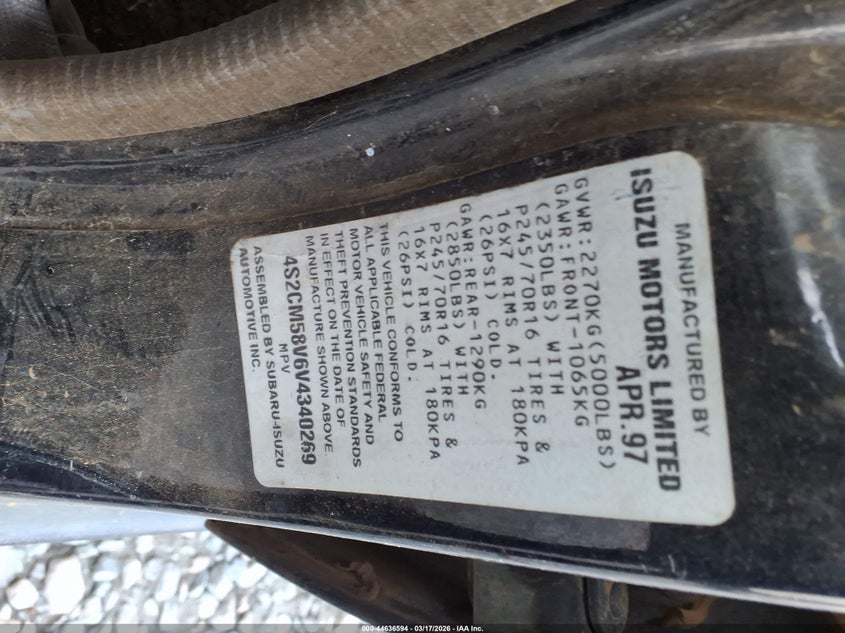 MANUFACTURED BY
ISUZU MOTORS LIMITED
APR.97
GVWR:2270KG(5000LBS)
GAWR:FRONT-1065KG
(2350LBS) WITH
P245/70R16 TIRES &
16X7 RIMS AT 180KPA
(26PSI) COLD.
GAWR:REAR-1290KG
(2850LBS) WITH
P245/70R16 TIRES &
16X7 RIMS AT 180KPA
(26PSI) COLD.
THIS VEHICLE CONFORMS TO
ALL APPLICABLE FEDERAL
MOTOR VEHICLE SAFETY AND
THEFT PREVENTION STANDARDS
IN EFFECT ON THE DATE OF
MANUFACTURE SHOWN ABOVE.
4S2CM58V6V4340269
MPV
ASSEMBLED BY SUBARU-ISUZU
AUTOMOTIVE INC.
000-44636594 - 03/17/2026 - IAA Inc.